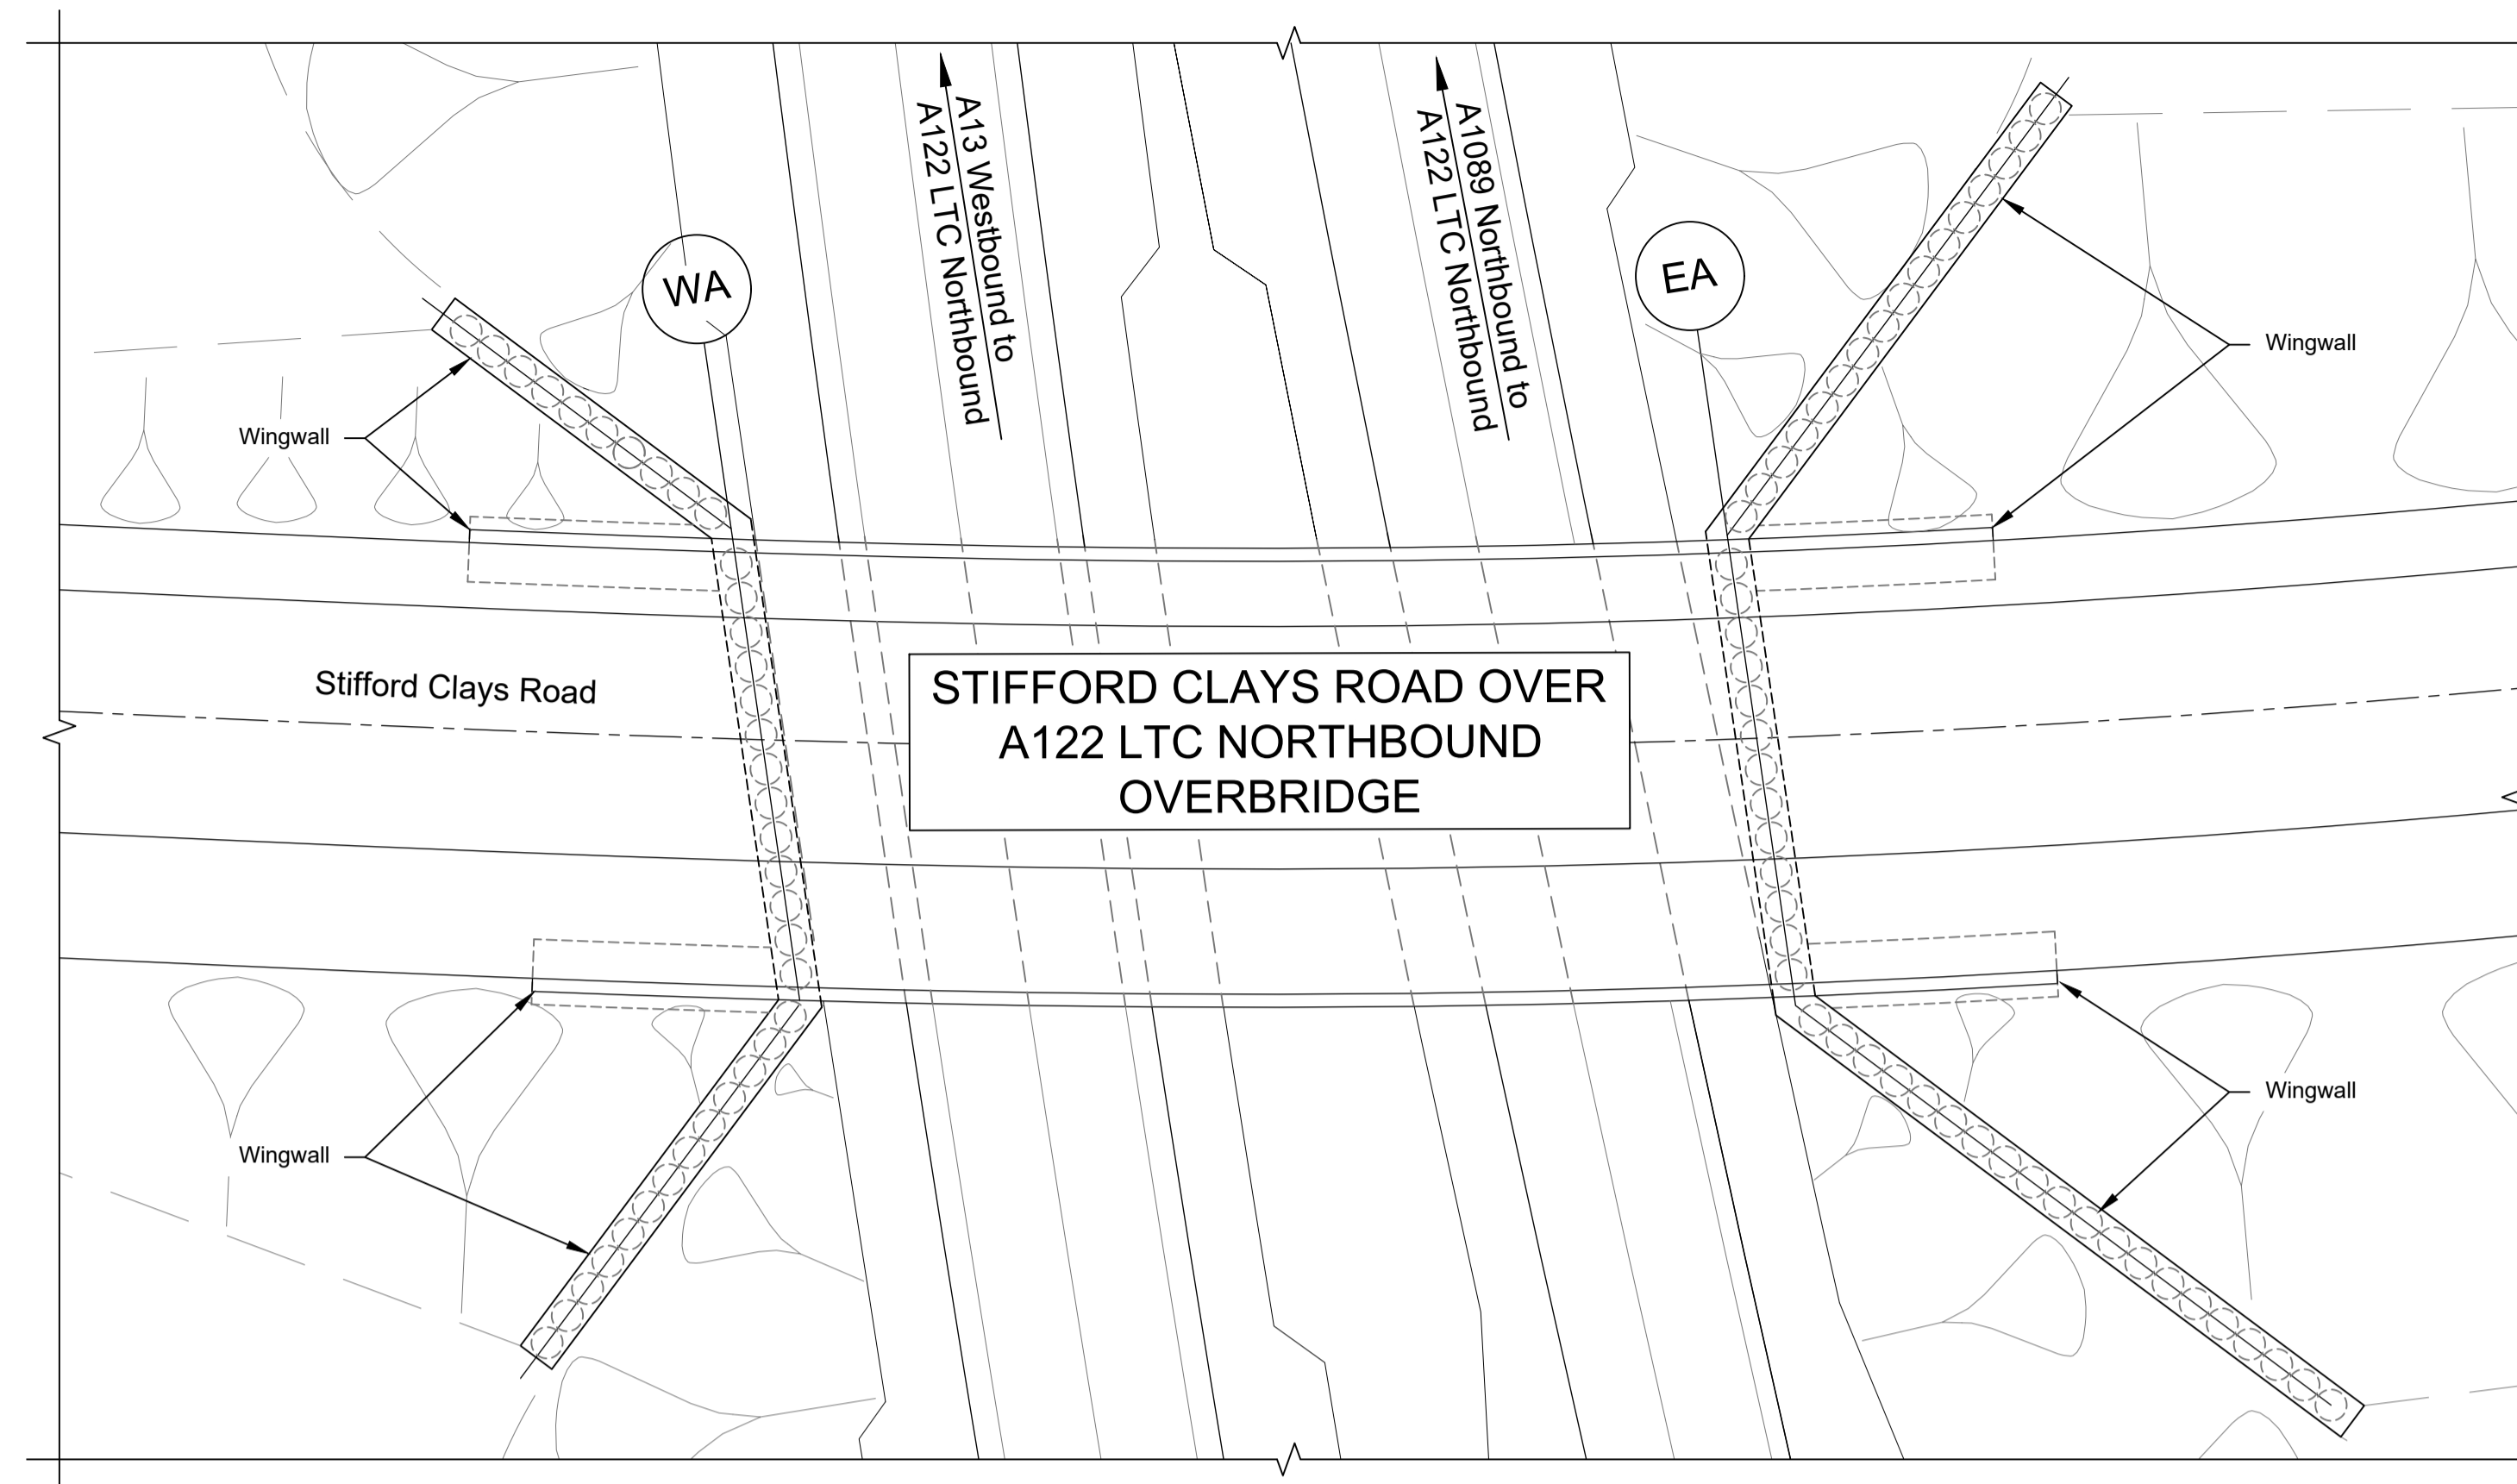 A13 Westbound to
A122 LTC Northbound
A1089 Northbound to
A122 LTC Northbound
WA
EA
Wingwall
Wingwall
Stifford Clays Road
STIFFORD CLAYS ROAD OVER
A122 LTC NORTHBOUND
OVERBRIDGE
Wingwall
Wingwall